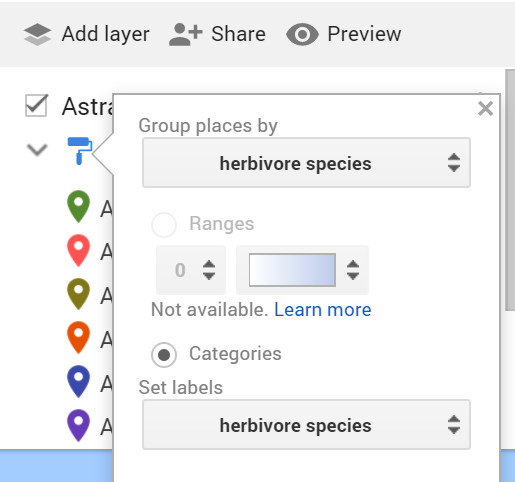 Add layer Share Preview
Astra
Group places by
herbivore species
A
Ranges
A
0
A
Not available. Learn more
A
Categories
A
Set labels
A
herbivore species